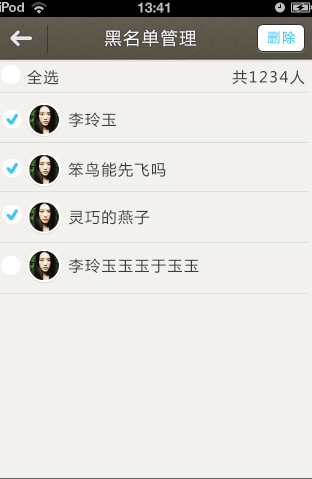 iPod 13:41
黑名单管理 删除
全选 共1234人
李玲玉
笨鸟能先飞吗
灵巧的燕子
李玲玉玉玉于玉玉